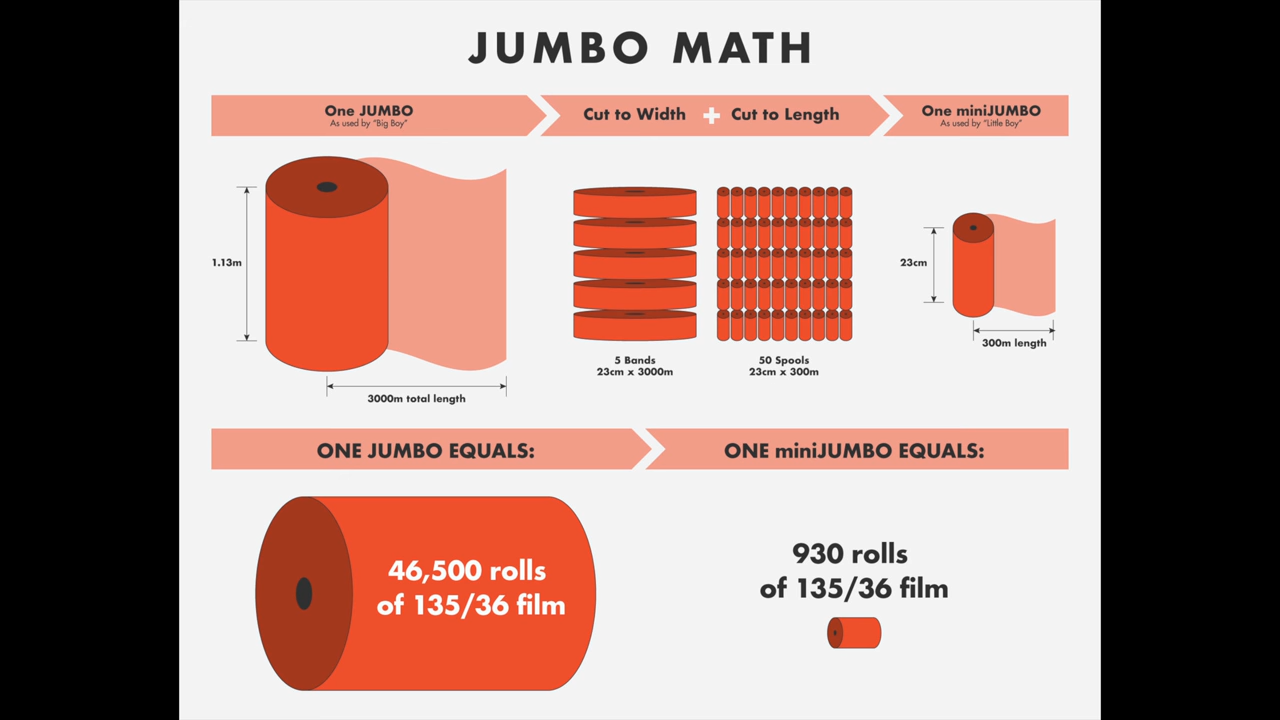 JUMBO MATH
One JUMBO
As used by "Big Boy"
Cut to Width + Cut to Length
One miniJUMBO
As used by "Little Boy"
1.13m
3000m total length
5 Bands
23cm x 3000m
50 Spools
23cm x 300m
23cm
300m length
ONE JUMBO EQUALS:
ONE miniJUMBO EQUALS:
46,500 rolls
of 135/36 film
930 rolls
of 135/36 film